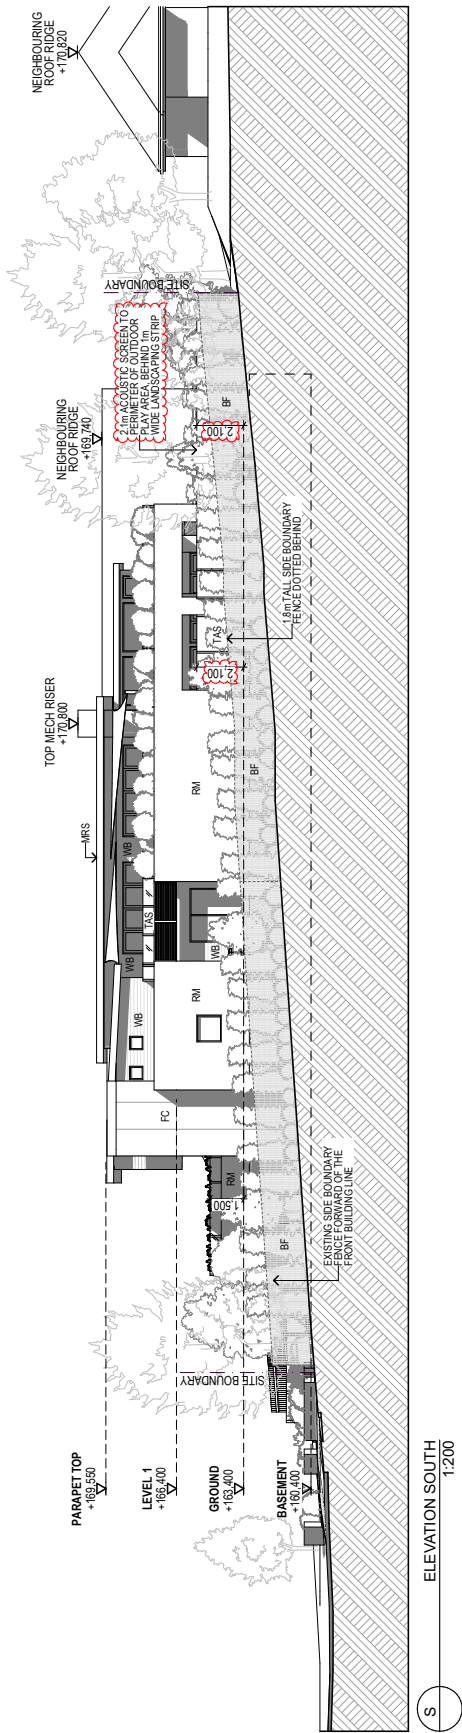 NEIGHBOURING
ROOF RIDGE
+170,820
NEIGHBOURING
ROOF RIDGE
+169,740
TOP MECH RISER
+170,800
MRS
1m ACOUSTIC SCREEN TO
PERIMETER OF OUTDOOR
PLAY AREA, BEHIND 1m
WIDE LANDSCAPING STRIP
SITE BOUNDARY
2,100
BF
TAS
2,100
1.8m TALL SIDE BOUNDARY
FENCE DOTTED BEHIND
BF
RM
WB
TAS
WB
WB
WB
RM
FC
RM
1,500
BF
EXISTING SIDE BOUNDARY
FENCE FORWARD OF THE
FRONT BUILDING LINE
SITE BOUNDARY
PARAPET TOP
+169,550
LEVEL 1
+166,400
GROUND
+163,400
BASEMENT
+160,400
S
ELEVATION SOUTH
1:200